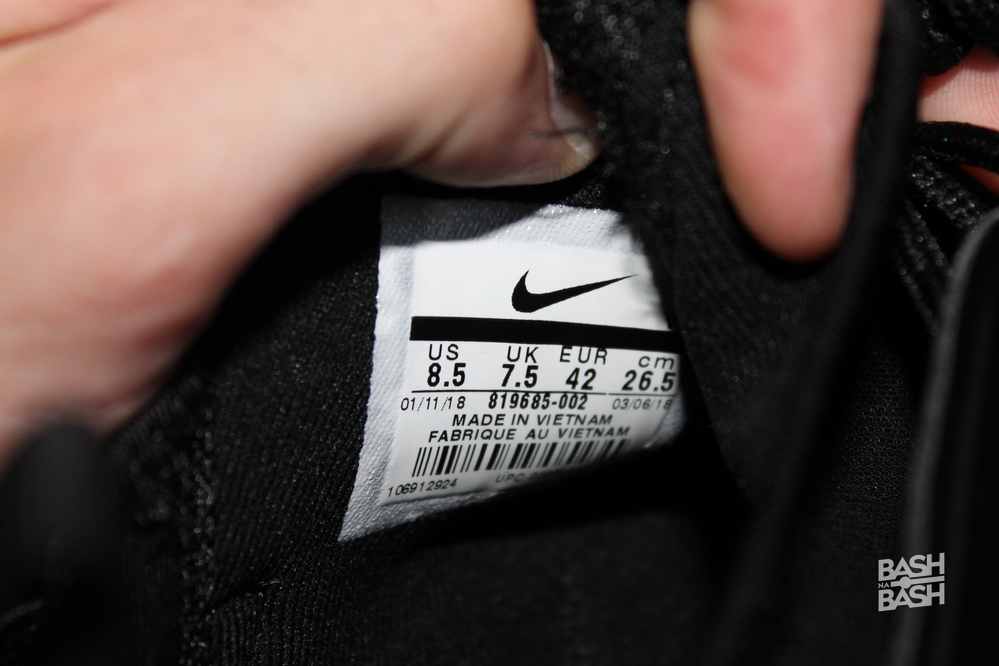 US UK EUR cm
8.5 7.5 42 26.5
01/11/18 819685-002 03/06/18
MADE IN VIETNAM
FABRIQUE AU VIETNAM
106912924 UPC
BASH
NA
BASH